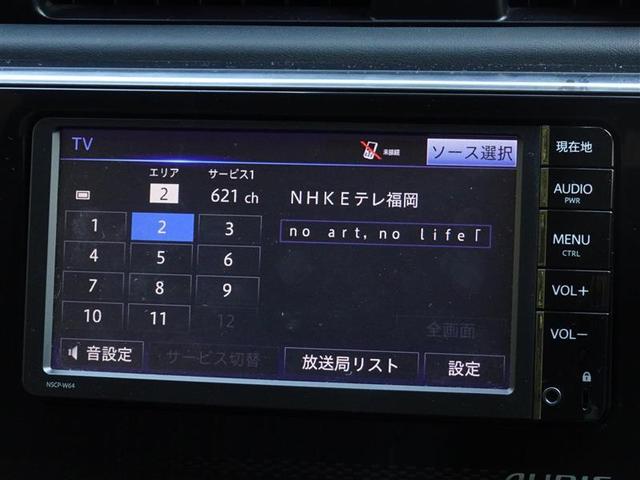 TV
未接続
ソース選択
エリア
サービス1
2
621 ch
NHKEテレ福岡
no art, no life「
1
2
3
4
5
6
7
8
9
10
11
12
全画面
音設定
サービス切替
放送局リスト
設定
NSCP-W64
現在地
AUDIO
PWR
MENU
CTRL
VOL+
VOL−